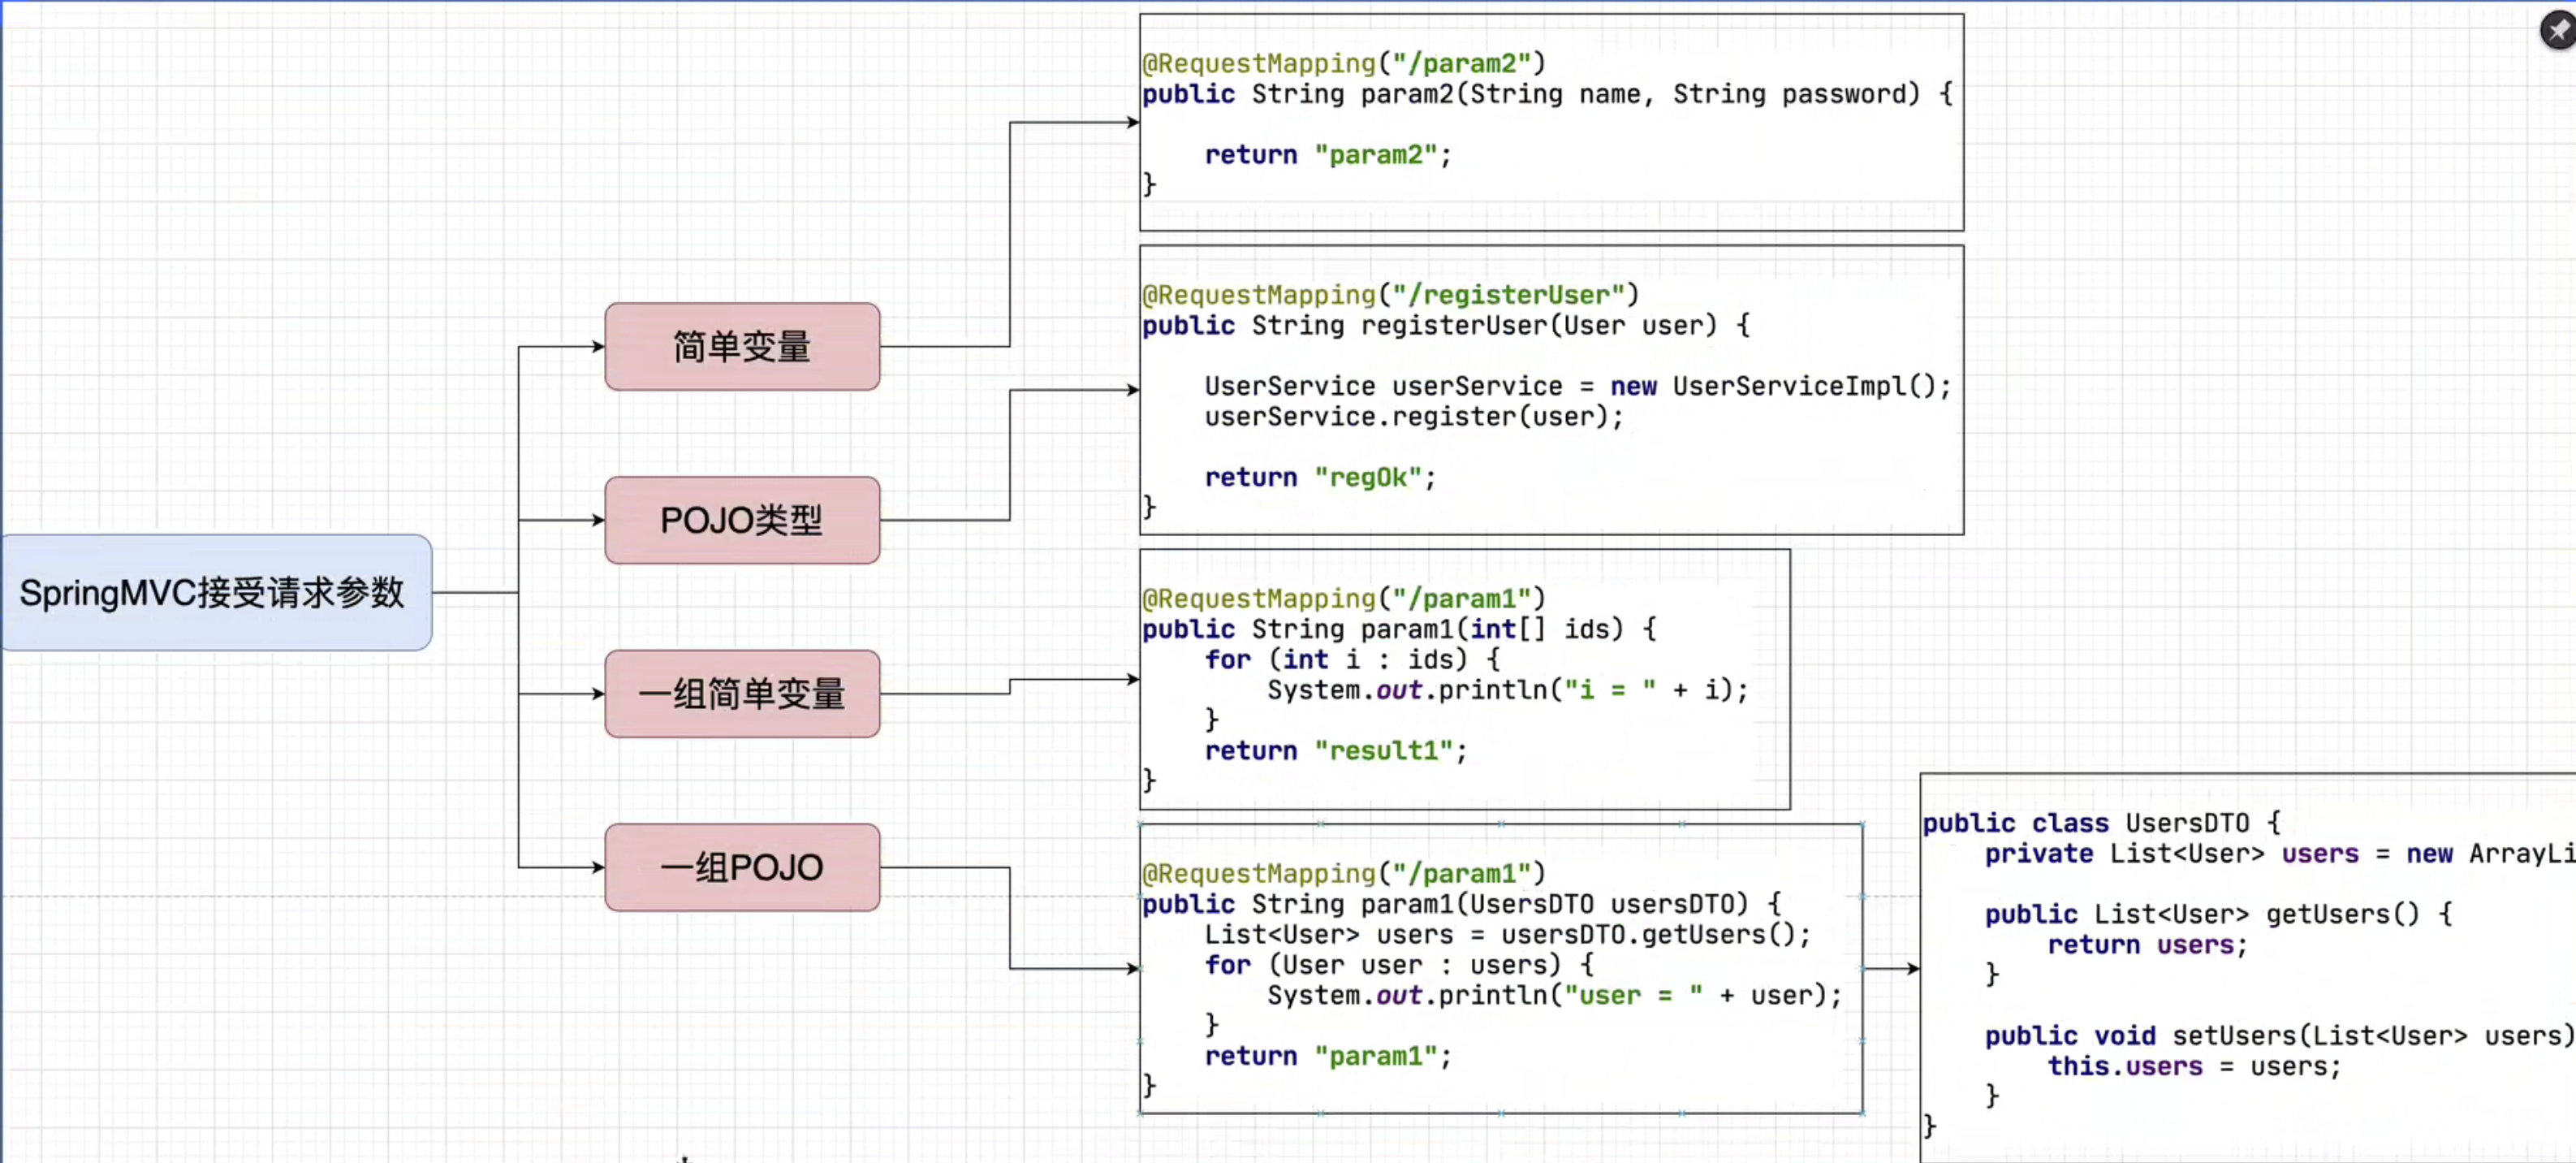 SpringMVC接受请求参数
简单变量
POJO类型
一组简单变量
一组POJO
@RequestMapping("/param2")
public String param2(String name, String password) {
return "param2";
}
@RequestMapping("/registerUser")
public String registerUser(User user) {
UserService userService = new UserServiceImpl();
userService.register(user);
return "regOk";
}
@RequestMapping("/param1")
public String param1(int[] ids) {
for (int i : ids) {
System.out.println("i = " + i);
}
return "result1";
}
@RequestMapping("/param1")
public String param1(UsersDTO usersDTO) {
List<User> users = usersDTO.getUsers();
for (User user : users) {
System.out.println("user = " + user);
}
return "param1";
}
public class UsersDTO {
private List<User> users = new ArrayLi
public List<User> getUsers() {
return users;
}
public void setUsers(List<User> users)
this.users = users;
}
}